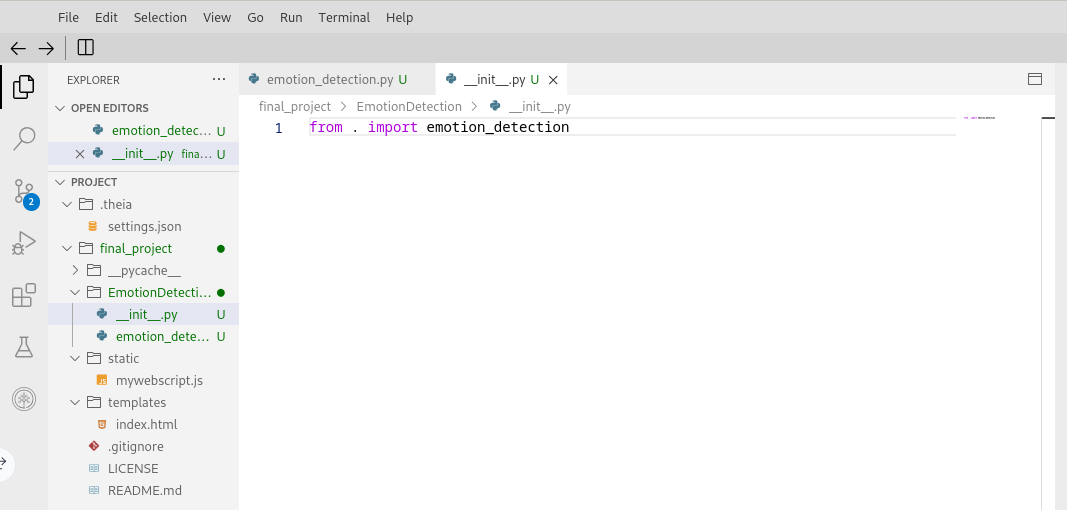 File Edit Selection View Go Run Terminal Help
EXPLORER ...
OPEN EDITORS
emotion_detec... U
__init__.py fina... U
2
PROJECT
.theia
settings.json
final_project
__pycache__
EmotionDetecti...
__init__.py U
emotion_dete... U
static
JS mywebscript.js
templates
index.html
.gitignore
LICENSE
README.md
emotion_detection.py U __init__.py U
final_project > EmotionDetection > __init__.py
1 from . import emotion_detection